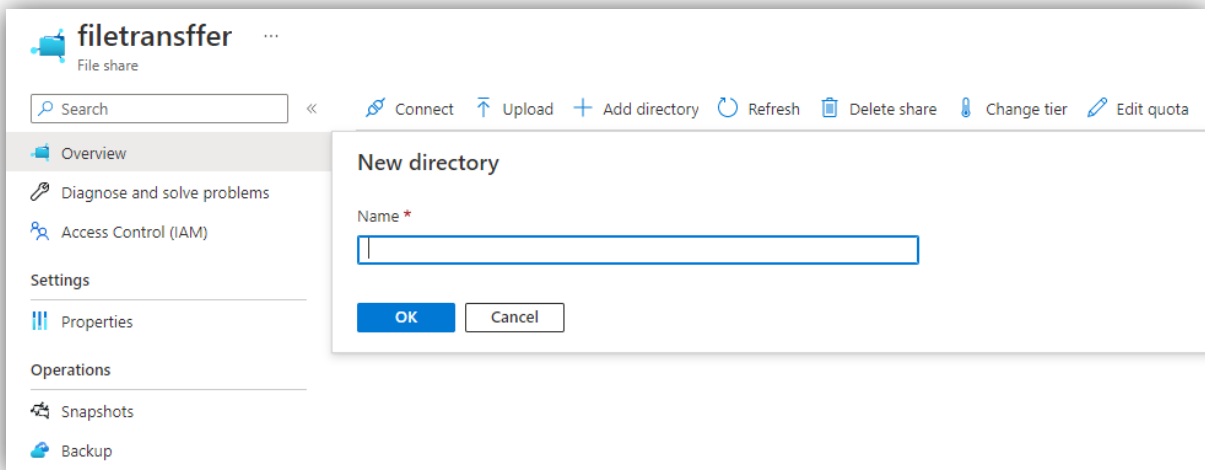 filetransffer ...
File share
Search «
Connect Upload Add directory Refresh Delete share Change tier Edit quota
Overview
Diagnose and solve problems
Access Control (IAM)
Settings
Properties
Operations
Snapshots
Backup
New directory
Name *
OK Cancel